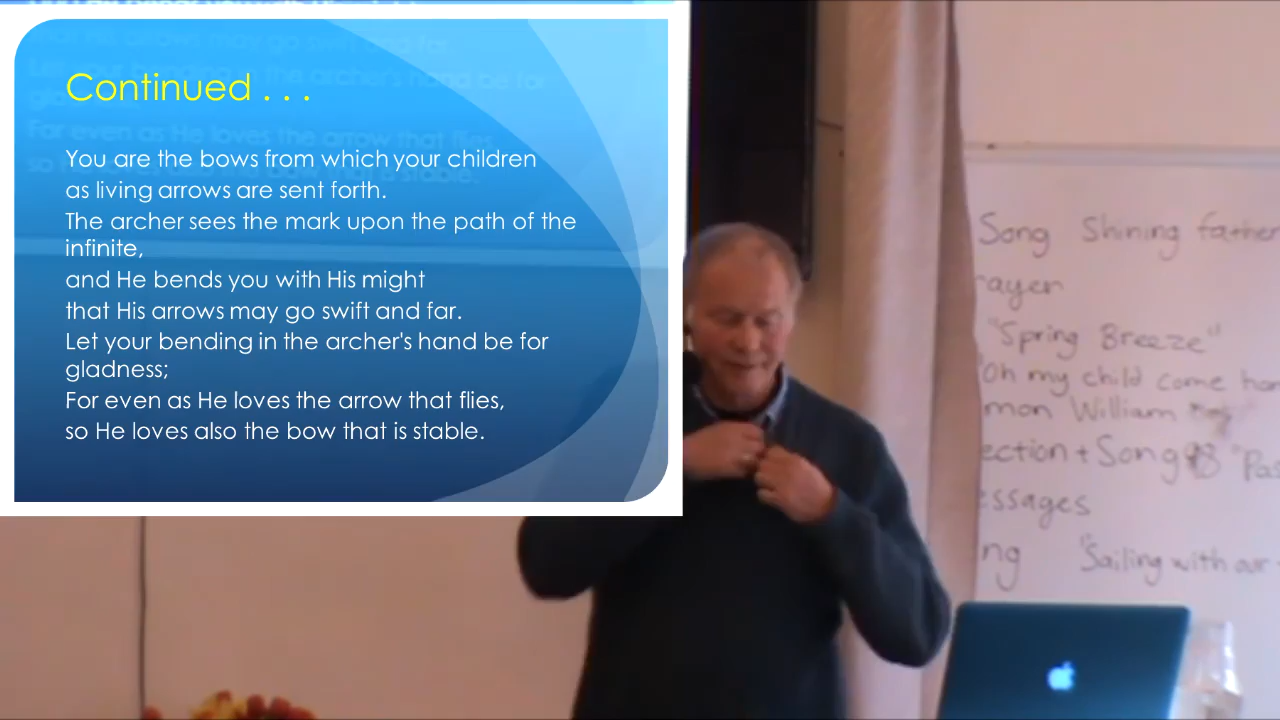 Continued . . .
You are the bows from which your children
as living arrows are sent forth.
The archer sees the mark upon the path of the
infinite,
and He bends you with His might
that His arrows may go swift and far.
Let your bending in the archer's hand be for
gladness;
For even as He loves the arrow that flies,
so He loves also the bow that is stable.
Song Shining father
rayer
"Spring Breeze"
"Oh my child come
mon William
ection + Song
essages
ng "Sailing with our